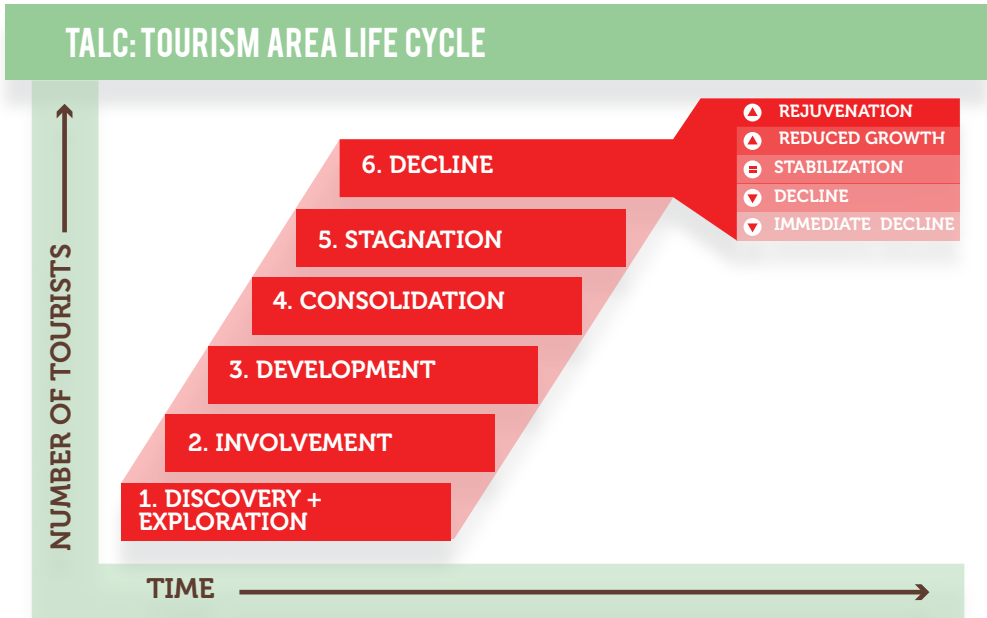 TALC: TOURISM AREA LIFE CYCLE
NUMBER OF TOURISTS
REJUVENATION
REDUCED GROWTH
STABILIZATION
DECLINE
IMMEDIATE DECLINE
6. DECLINE
5. STAGNATION
4. CONSOLIDATION
3. DEVELOPMENT
2. INVOLVEMENT
1. DISCOVERY +
EXPLORATION
TIME